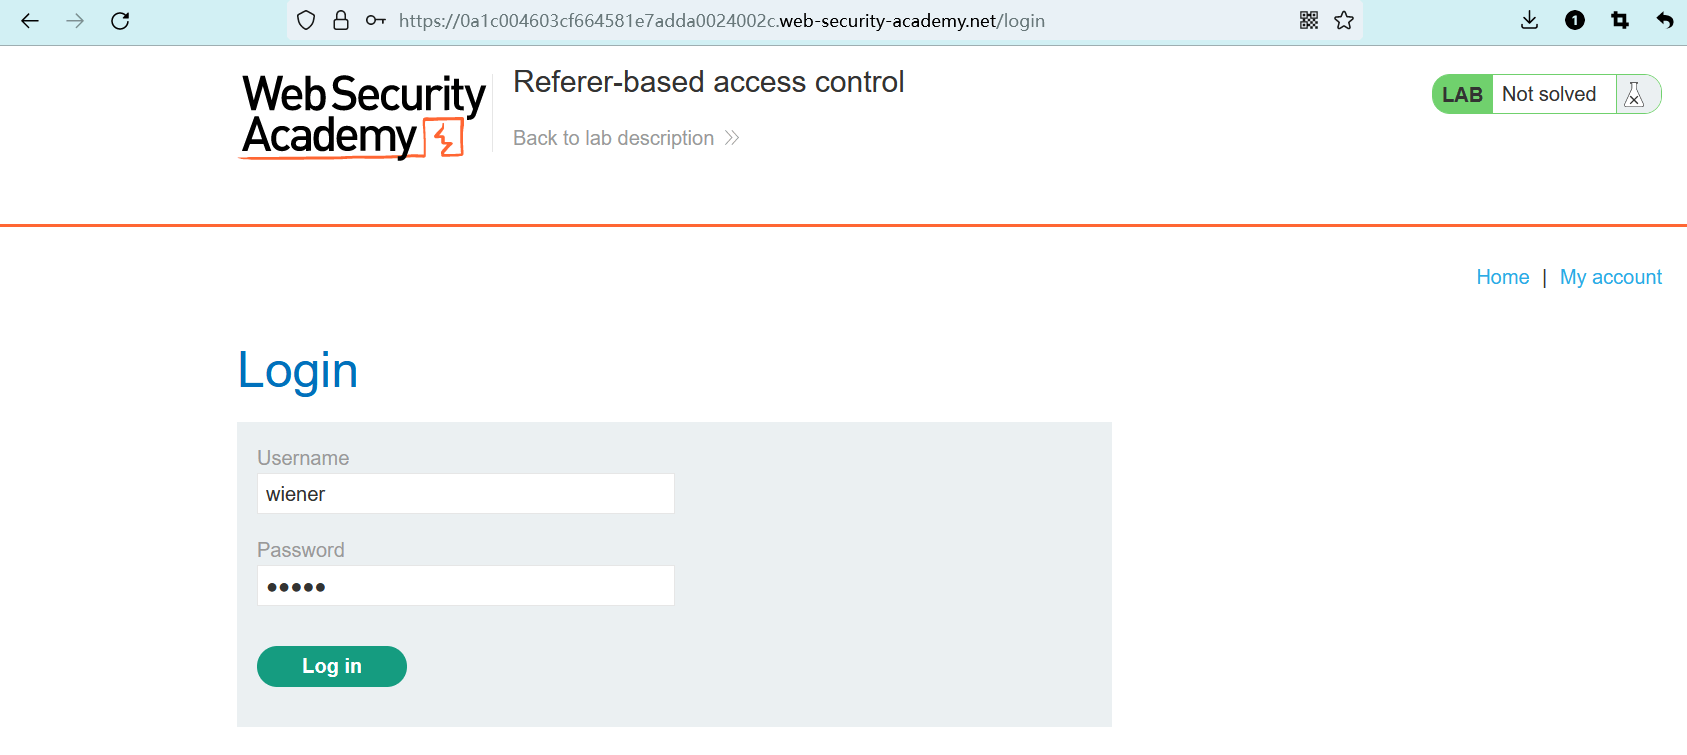 https://0a1c004603cf664581e7adda0024002c.web-security-academy.net/login
1
Web Security
Academy
Referer-based access control
Back to lab description
LAB Not solved
Home | My account
Login
Username
wiener
Password
•••••
Log in